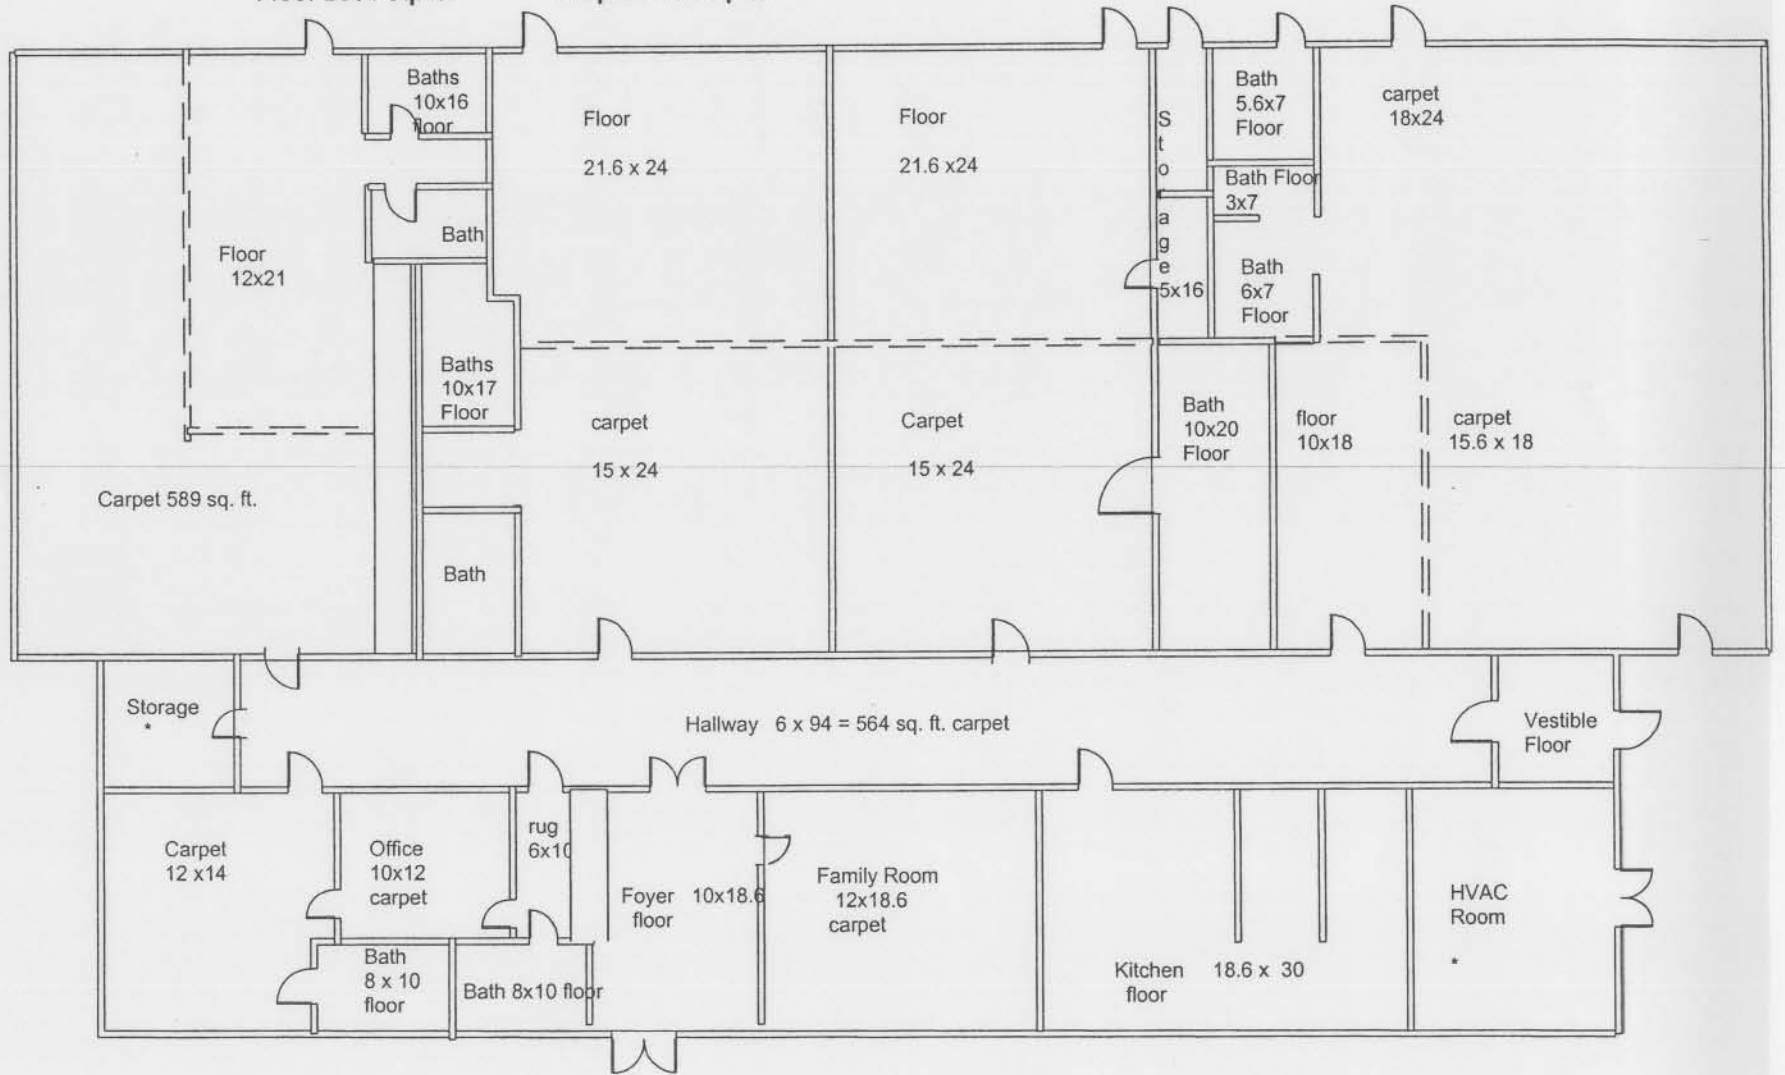 Baths
10x16
floor
Floor
21.6 x 24
Floor
21.6 x24
Storage
5x16
Bath
5.6x7
Floor
carpet
18x24
Bath Floor
3x7
Bath
Floor
12x21
Bath
6x7
Floor
Baths
10x17
Floor
carpet
15 x 24
Carpet
15 x 24
Bath
10x20
Floor
floor
10x18
carpet
15.6 x 18
Carpet 589 sq. ft.
Bath
Storage
*
Hallway 6 x 94 = 564 sq. ft. carpet
Vestible
Floor
Carpet
12 x14
Office
10x12
carpet
rug
6x10
Foyer 10x18.6
floor
Family Room
12x18.6
carpet
HVAC
Room
*
Bath
8 x 10
floor
Bath 8x10 floor
Kitchen 18.6 x 30
floor